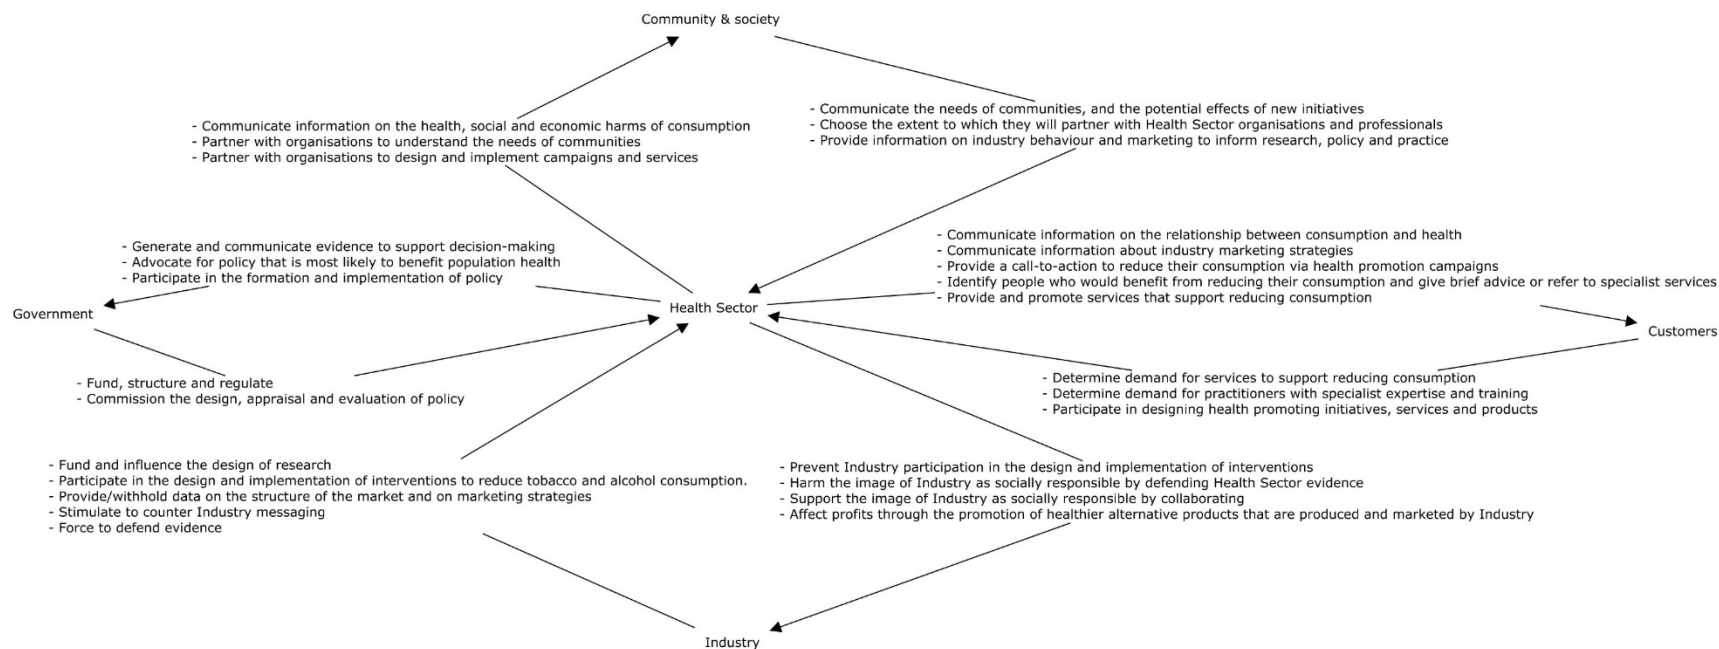 Community & society
- Communicate information on the health, social and economic harms of consumption
- Partner with organisations to understand the needs of communities
- Partner with organisations to design and implement campaigns and services
- Communicate the needs of communities, and the potential effects of new initiatives
- Choose the extent to which they will partner with Health Sector organisations and professionals
- Provide information on industry behaviour and marketing to inform research, policy and practice
- Generate and communicate evidence to support decision-making
- Advocate for policy that is most likely to benefit population health
- Participate in the formation and implementation of policy
- Communicate information on the relationship between consumption and health
- Communicate information about industry marketing strategies
- Provide a call-to-action to reduce their consumption via health promotion campaigns
- Identify people who would benefit from reducing their consumption and give brief advice or refer to specialist services
- Provide and promote services that support reducing consumption
Government
Health Sector
Customers
- Fund, structure and regulate
- Commission the design, appraisal and evaluation of policy
- Determine demand for services to support reducing consumption
- Determine demand for practitioners with specialist expertise and training
- Participate in designing health promoting initiatives, services and products
- Fund and influence the design of research
- Participate in the design and implementation of interventions to reduce tobacco and alcohol consumption.
- Provide/withhold data on the structure of the market and on marketing strategies
- Stimulate to counter Industry messaging
- Force to defend evidence
- Prevent Industry participation in the design and implementation of interventions
- Harm the image of Industry as socially responsible by defending Health Sector evidence
- Support the image of Industry as socially responsible by collaborating
- Affect profits through the promotion of healthier alternative products that are produced and marketed by Industry
Industry